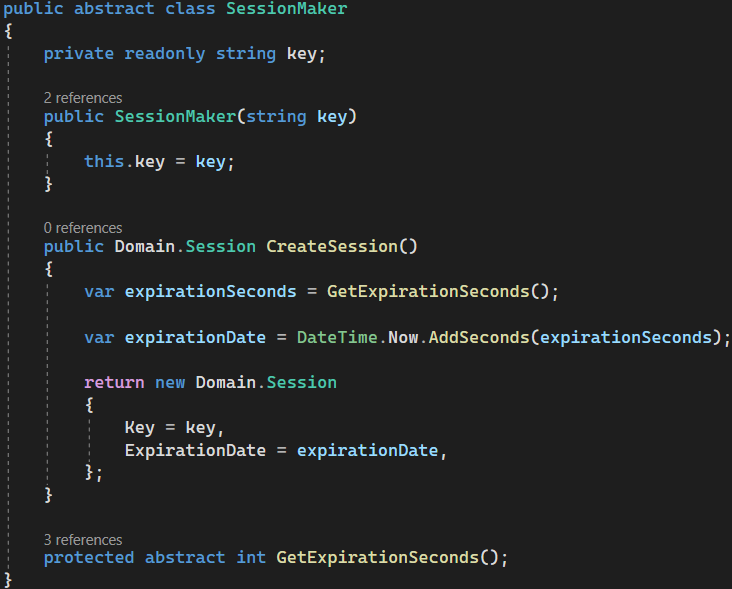 public abstract class SessionMaker
{
    private readonly string key;

    2 references
    public SessionMaker(string key)
    {
        this.key = key;
    }

    0 references
    public Domain.Session CreateSession()
    {
        var expirationSeconds = GetExpirationSeconds();

        var expirationDate = DateTime.Now.AddSeconds(expirationSeconds);

        return new Domain.Session
        {
            Key = key,
            ExpirationDate = expirationDate,
        };
    }

    3 references
    protected abstract int GetExpirationSeconds();
}